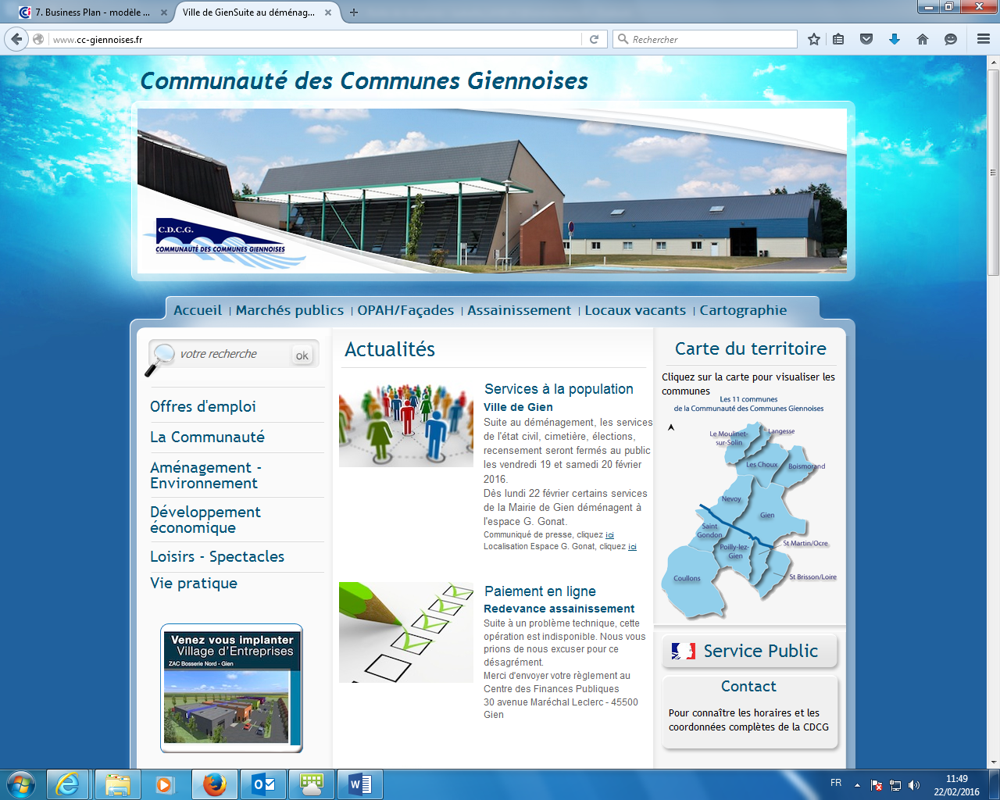 7. Business Plan - modèle ...
Ville de GienSuite au déménag...
www.cc-giennoises.fr
Rechercher
Communauté des Communes Giennoises
C.D.C.G.
COMMUNAUTÉ DES COMMUNES GIENNOISES
Accueil | Marchés publics | OPAH/Façades | Assainissement | Locaux vacants | Cartographie
votre recherche
ok
Offres d'emploi
La Communauté
Aménagement -
Environnement
Développement
économique
Loisirs - Spectacles
Vie pratique
Venez vous implanter
Village d'Entreprises
ZAC Bosserie Nord - Gien
Actualités
Services à la population
Ville de Gien
Suite au déménagement, les services
de l'état civil, cimetière, élections,
recensement seront fermés au public
les vendredi 19 et samedi 20 février
2016.
Dès lundi 22 février certains services
de la Mairie de Gien déménagent à
l'espace G. Gonat.
Communiqué de presse, cliquez ici
Localisation Espace G. Gonat, cliquez ici
Paiement en ligne
Redevance assainissement
Suite à un problème technique, cette
opération est indisponible. Nous vous
prions de nous excuser pour ce
désagrément.
Merci d'envoyer votre règlement au
Centre des Finances Publiques
30 avenue Maréchal Leclerc - 45500
Gien
Carte du territoire
Cliquez sur la carte pour visualiser les
communes
Les 11 communes
de la Communauté des Communes Giennoises
Le Moulinet-
sur-Solin
Langesse
Les Choux
Boismorand
Nevoy
Gien
Saint
Gondon
Poilly-lez-
Gien
St Martin/Ocre
Coullons
St Brisson/Loire
Service Public
Contact
Pour connaître les horaires et les
coordonnées complètes de la CDCG
FR
11:49
22/02/2016